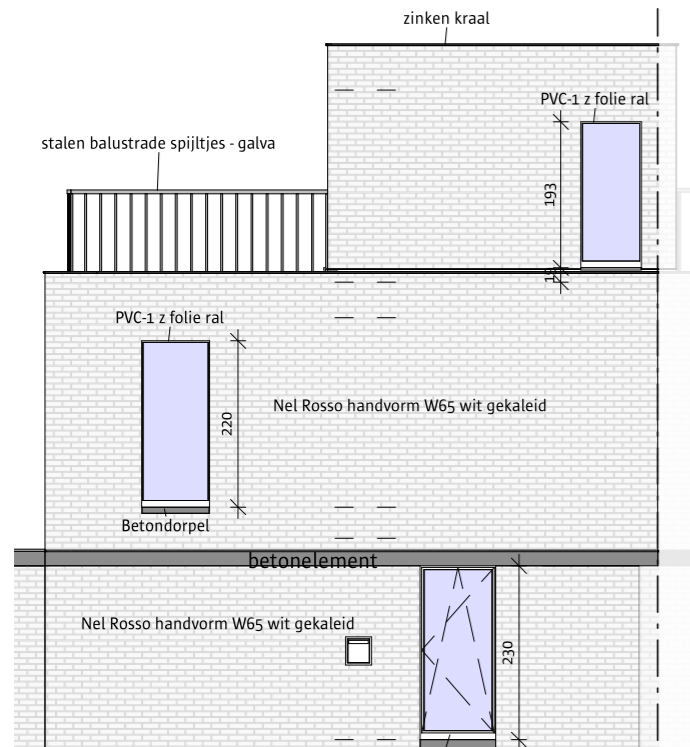 zinken kraal
PVC-1 z folie ral
stalen balustrade spijltjes - galva
193
PVC-1 z folie ral
Nel Rosso handvorm W65 wit gekaleid
220
Betondorpel
betonelement
Nel Rosso handvorm W65 wit gekaleid
230